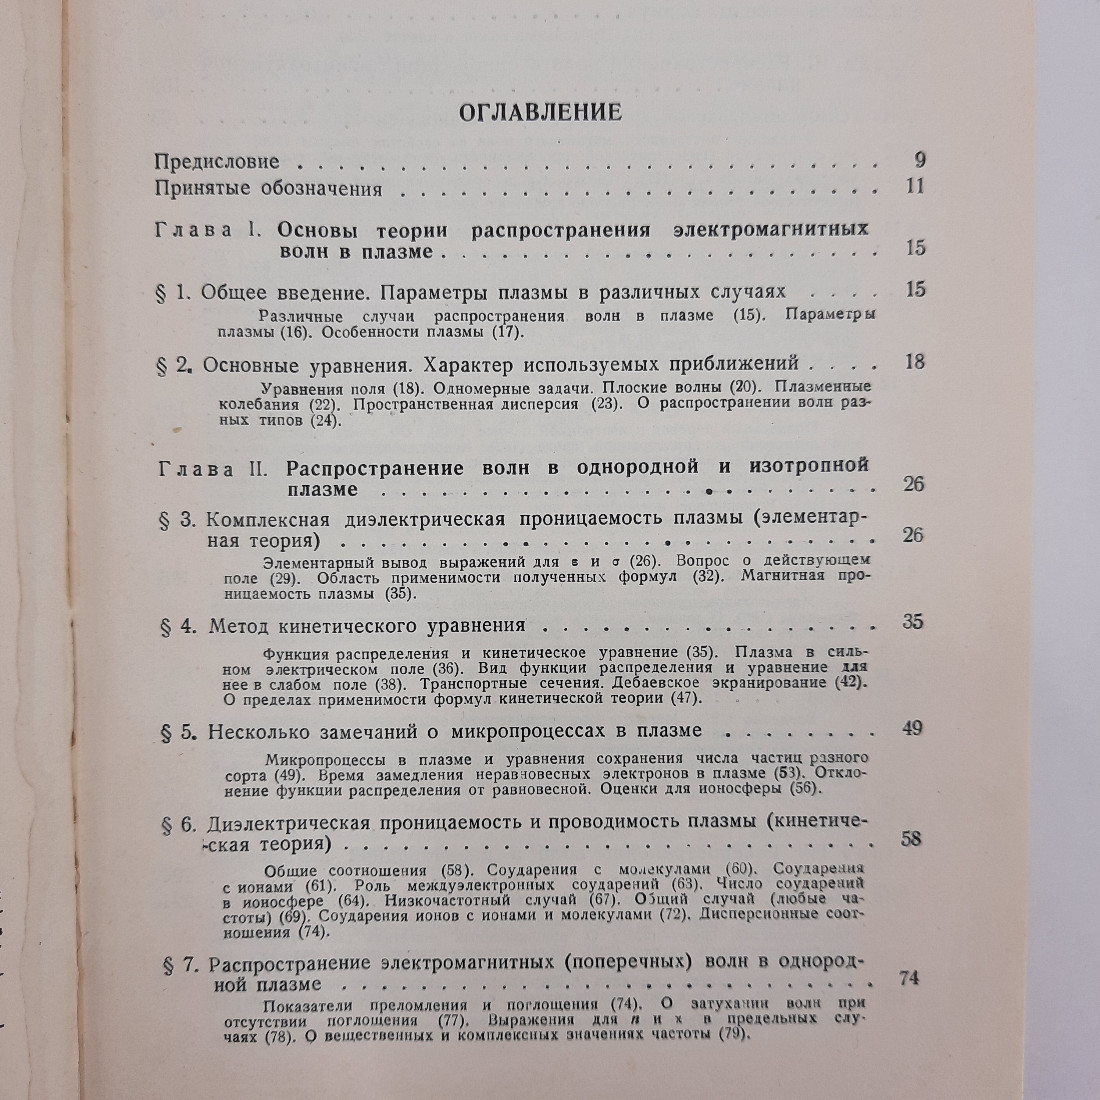 ОГЛАВЛЕНИЕ
Предисловие . . . . . . . . . . . . . . . . . . . . . . . . . . . . 9
Принятые обозначения . . . . . . . . . . . . . . . . . . . . . . . 11
Глава I. Основы теории распространения электромагнитных
волн в плазме . . . . . . . . . . . . . . . . . . . . . . 15
§ 1. Общее введение. Параметры плазмы в различных случаях . . . . 15
Различные случаи распространения волн в плазме (15). Параметры
плазмы (16). Особенности плазмы (17).
§ 2. Основные уравнения. Характер используемых приближений . . . . 18
Уравнения поля (18). Одномерные задачи. Плоские волны (20). Плазменные
колебания (22). Пространственная дисперсия (23). О распространении волн раз-
ных типов (24).
Глава II. Распространение волн в однородной и изотропной
плазме . . . . . . . . . . . . . . . . . . . . . . . . . 26
§ 3. Комплексная диэлектрическая проницаемость плазмы (элементар-
ная теория) . . . . . . . . . . . . . . . . . . . . . . . . . . 26
Элементарный вывод выражений для ε и σ (26). Вопрос о действующем
поле (29). Область применимости полученных формул (32). Магнитная про-
ницаемость плазмы (35).
§ 4. Метод кинетического уравнения . . . . . . . . . . . . . . . . . 35
Функция распределения и кинетическое уравнение (35). Плазма в силь-
ном электрическом поле (36). Вид функции распределения и уравнение для
нее в слабом поле (38). Транспортные сечения. Дебаевское экранирование (42).
О пределах применимости формул кинетической теории (47).
§ 5. Несколько замечаний о микропроцессах в плазме . . . . . . . . 49
Микропроцессы в плазме и уравнения сохранения числа частиц разного
сорта (49). Время замедления неравновесных электронов в плазме (53). Откло-
нение функции распределения от равновесной. Оценки для ионосферы (56).
§ 6. Диэлектрическая проницаемость и проводимость плазмы (кинетиче-
ская теория) . . . . . . . . . . . . . . . . . . . . . . . . . . 58
Общие соотношения (58). Соударения с молекулами (60). Соударения
с ионами (61). Роль междуэлектронных соударений (63). Число соударений
в ионосфере (64). Низкочастотный случай (67). Общий случай (любые ча-
стоты) (69). Соударения ионов с ионами и молекулами (72). Дисперсионные соот-
ношения (74).
§ 7. Распространение электромагнитных (поперечных) волн в однород-
ной плазме . . . . . . . . . . . . . . . . . . . . . . . . . . . 74
Показатели преломления и поглощения (74). О затухании волн при
отсутствии поглощения (77). Выражения для n и κ в предельных слу-
чаях (78). О вещественных и комплексных значениях частоты (79).